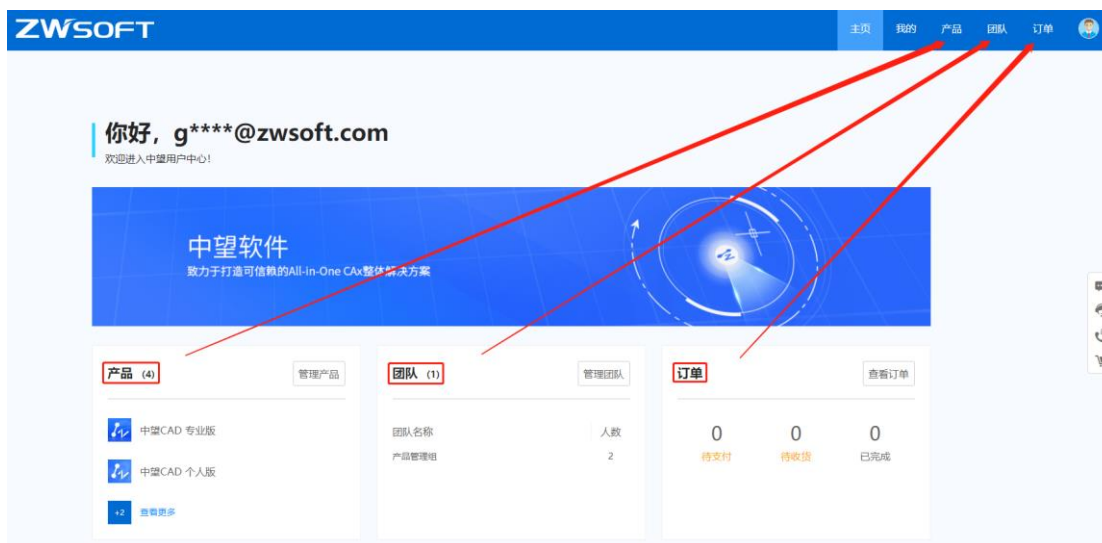 ZWSOFT
主页 我的 产品 团队 订单
你好，g****@zwsoft.com
欢迎进入中望用户中心!
中望软件
致力于打造可信赖的All-in-One CAx整体解决方案
产品 (4) 管理产品
团队 (1) 管理团队
订单 查看订单
中望CAD 专业版
团队名称 人数
0 0 0
产品管理组 2
待支付 待收货 已完成
中望CAD 个人版
+2 查看更多